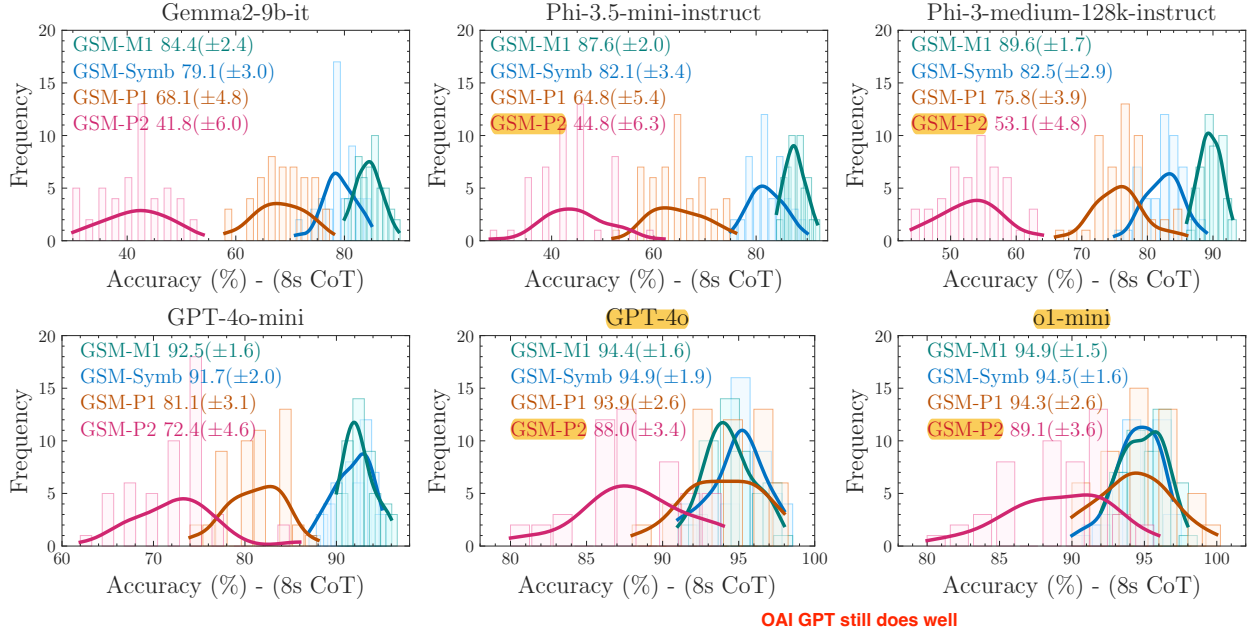 Gemma2-9b-it
20
15
10
5
0
Frequency
GSM-M1 84.4(±2.4)
GSM-Symb 79.1(±3.0)
GSM-P1 68.1(±4.8)
GSM-P2 41.8(±6.0)
40 60 80
Accuracy (%) - (8s CoT)
Phi-3.5-mini-instruct
20
15
10
5
0
Frequency
GSM-M1 87.6(±2.0)
GSM-Symb 82.1(±3.4)
GSM-P1 64.8(±5.4)
GSM-P2 44.8(±6.3)
40 60 80
Accuracy (%) - (8s CoT)
Phi-3-medium-128k-instruct
20
15
10
5
0
Frequency
GSM-M1 89.6(±1.7)
GSM-Symb 82.5(±2.9)
GSM-P1 75.8(±3.9)
GSM-P2 53.1(±4.8)
50 60 70 80 90
Accuracy (%) - (8s CoT)
GPT-4o-mini
20
15
10
5
0
Frequency
GSM-M1 92.5(±1.6)
GSM-Symb 91.7(±2.0)
GSM-P1 81.1(±3.1)
GSM-P2 72.4(±4.6)
60 70 80 90
Accuracy (%) - (8s CoT)
GPT-4o
20
15
10
5
0
Frequency
GSM-M1 94.4(±1.6)
GSM-Symb 94.9(±1.9)
GSM-P1 93.9(±2.6)
GSM-P2 88.0(±3.4)
80 85 90 95 100
Accuracy (%) - (8s CoT)
o1-mini
20
15
10
5
0
Frequency
GSM-M1 94.9(±1.5)
GSM-Symb 94.5(±1.6)
GSM-P1 94.3(±2.6)
GSM-P2 89.1(±3.6)
80 85 90 95 100
Accuracy (%) - (8s CoT)
OAI GPT still does well